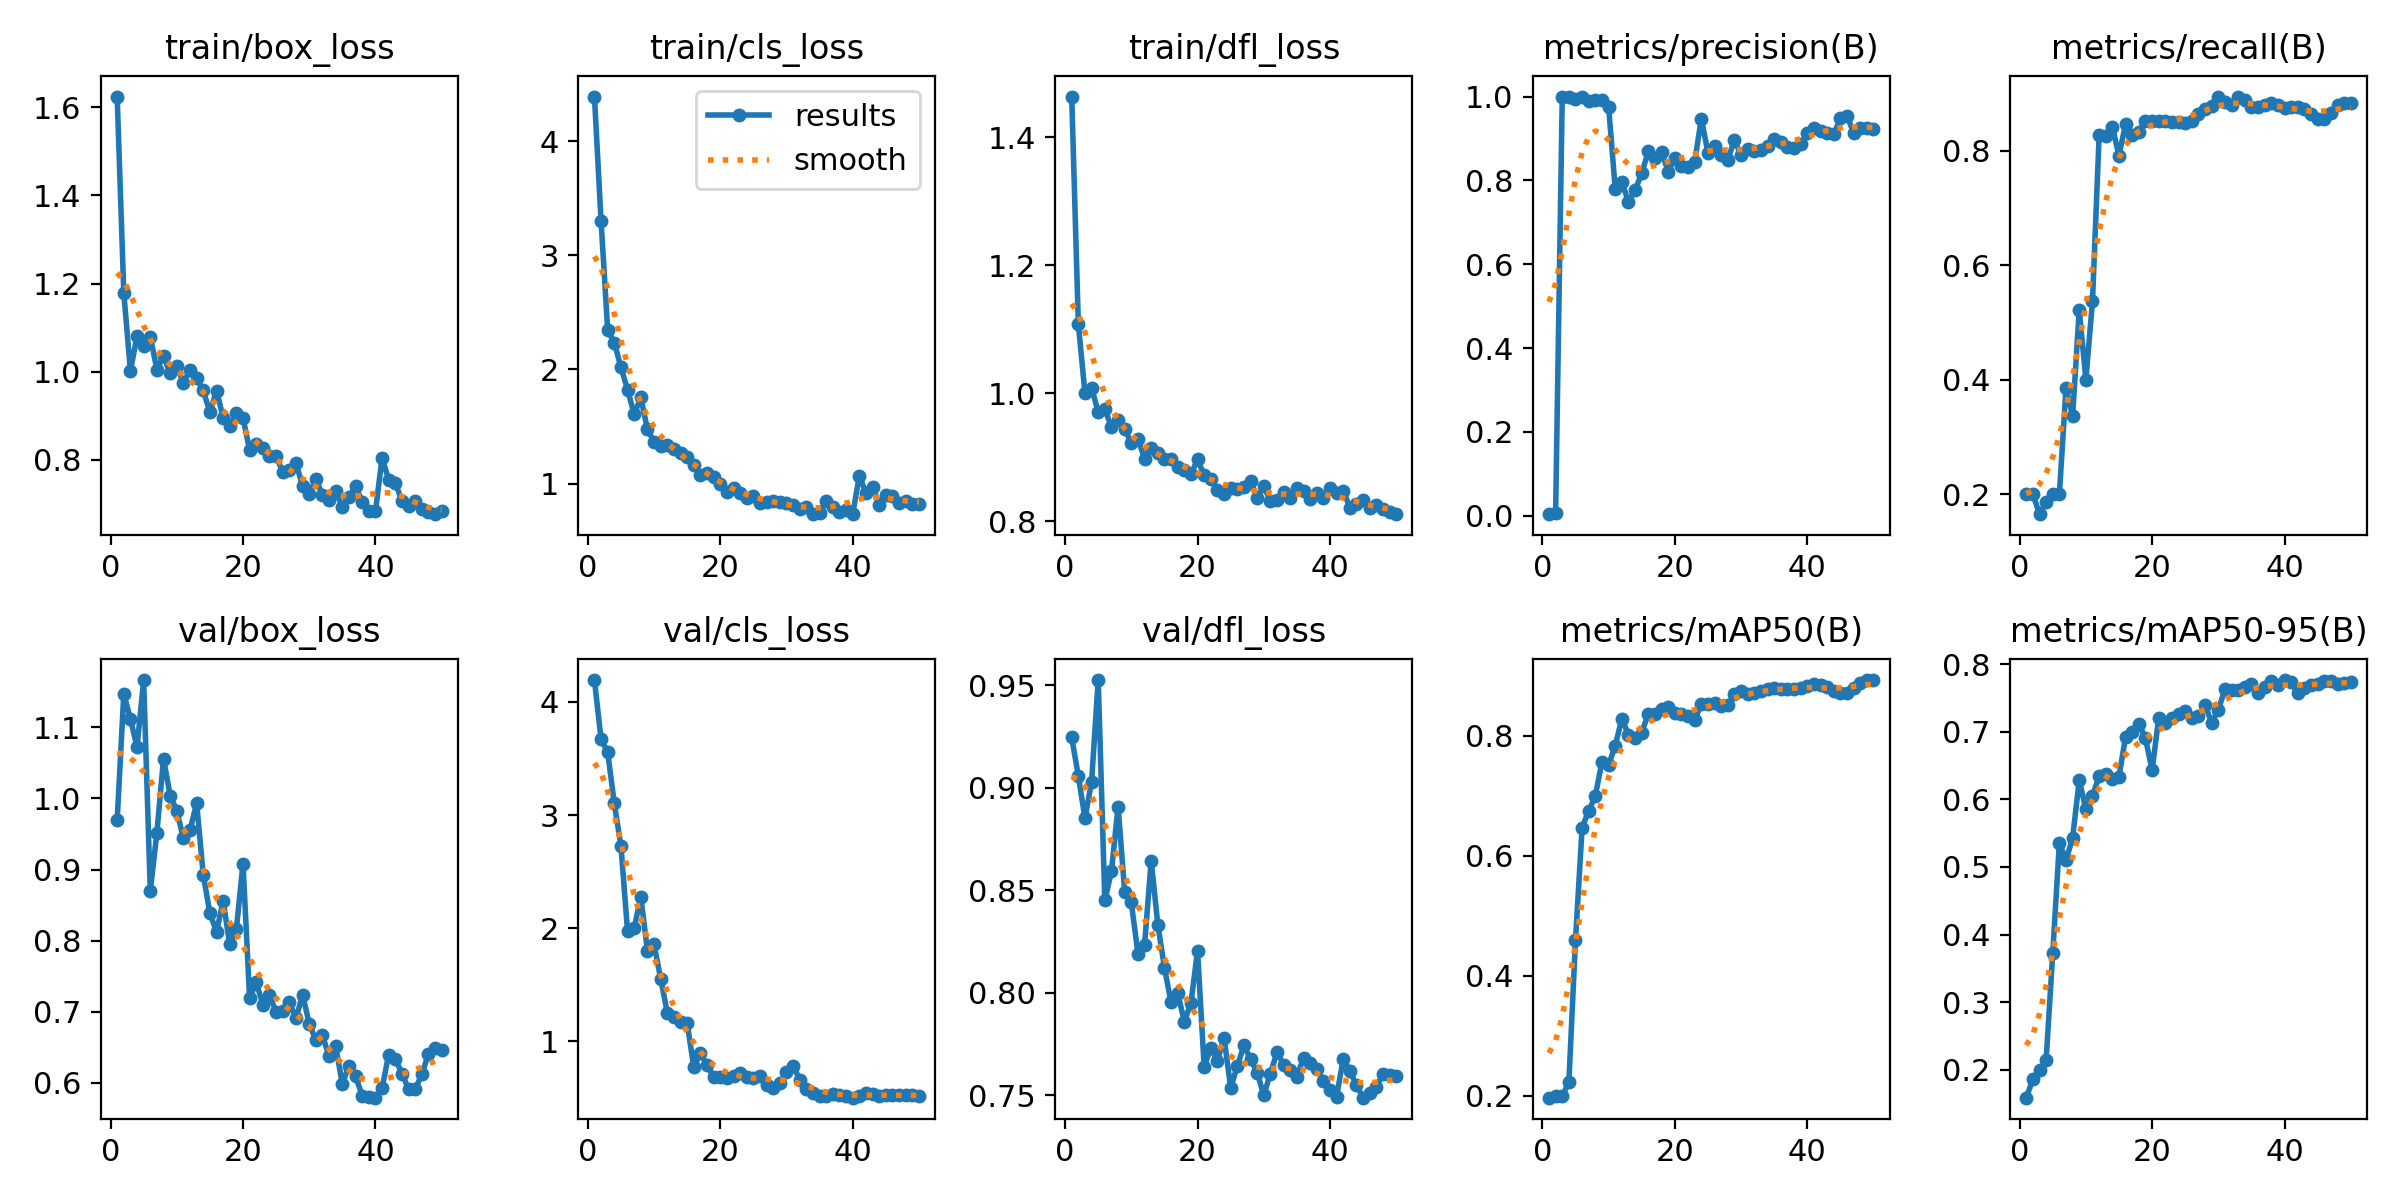 train/box_loss
1.6
1.4
1.2
1.0
0.8
0 20 40
train/cls_loss
results
smooth
4
3
2
1
0 20 40
train/dfl_loss
1.4
1.2
1.0
0.8
0 20 40
metrics/precision(B)
1.0
0.8
0.6
0.4
0.2
0.0
0 20 40
metrics/recall(B)
0.8
0.6
0.4
0.2
0 20 40
val/box_loss
1.1
1.0
0.9
0.8
0.7
0.6
0 20 40
val/cls_loss
4
3
2
1
0 20 40
val/dfl_loss
0.95
0.90
0.85
0.80
0.75
0 20 40
metrics/mAP50(B)
0.8
0.6
0.4
0.2
0 20 40
metrics/mAP50-95(B)
0.8
0.7
0.6
0.5
0.4
0.3
0.2
0 20 40